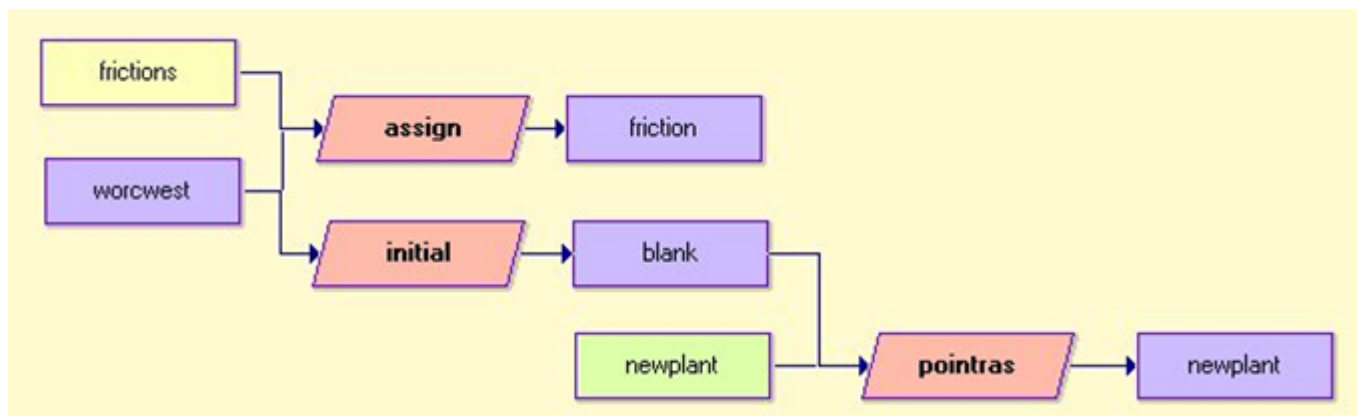 frictions
assign
friction
worcwest
initial
blank
newplant
pointras
newplant